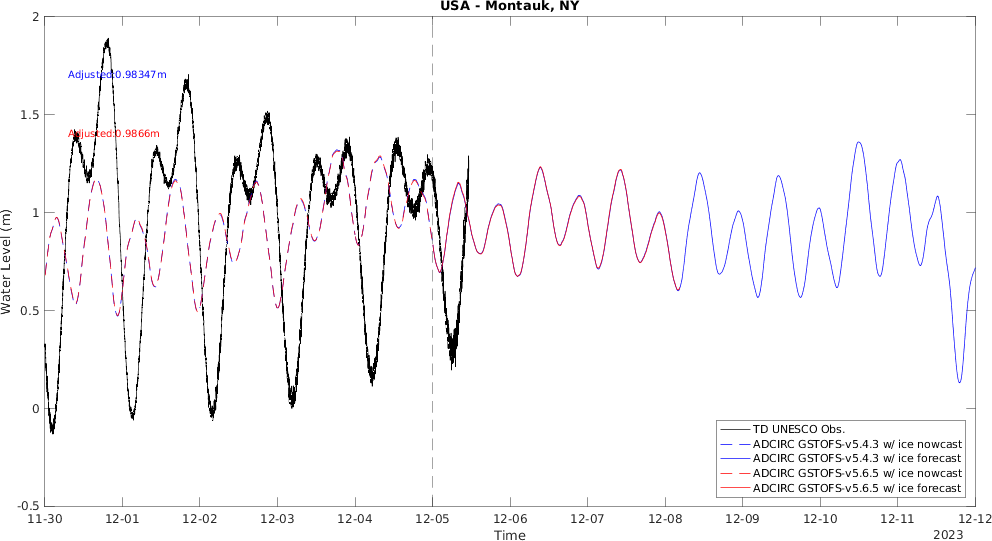 USA - Montauk, NY
2
1.5
1
0.5
0
-0.5
Water Level (m)
Adjusted:0.98347m
Adjusted:0.9866m
TD UNESCO Obs.
ADCIRC GSTOFS-v5.4.3 w/ ice nowcast
ADCIRC GSTOFS-v5.4.3 w/ ice forecast
ADCIRC GSTOFS-v5.6.5 w/ ice nowcast
ADCIRC GSTOFS-v5.6.5 w/ ice forecast
11-30 12-01 12-02 12-03 12-04 12-05 12-06 12-07 12-08 12-09 12-10 12-11 12-12
Time
2023